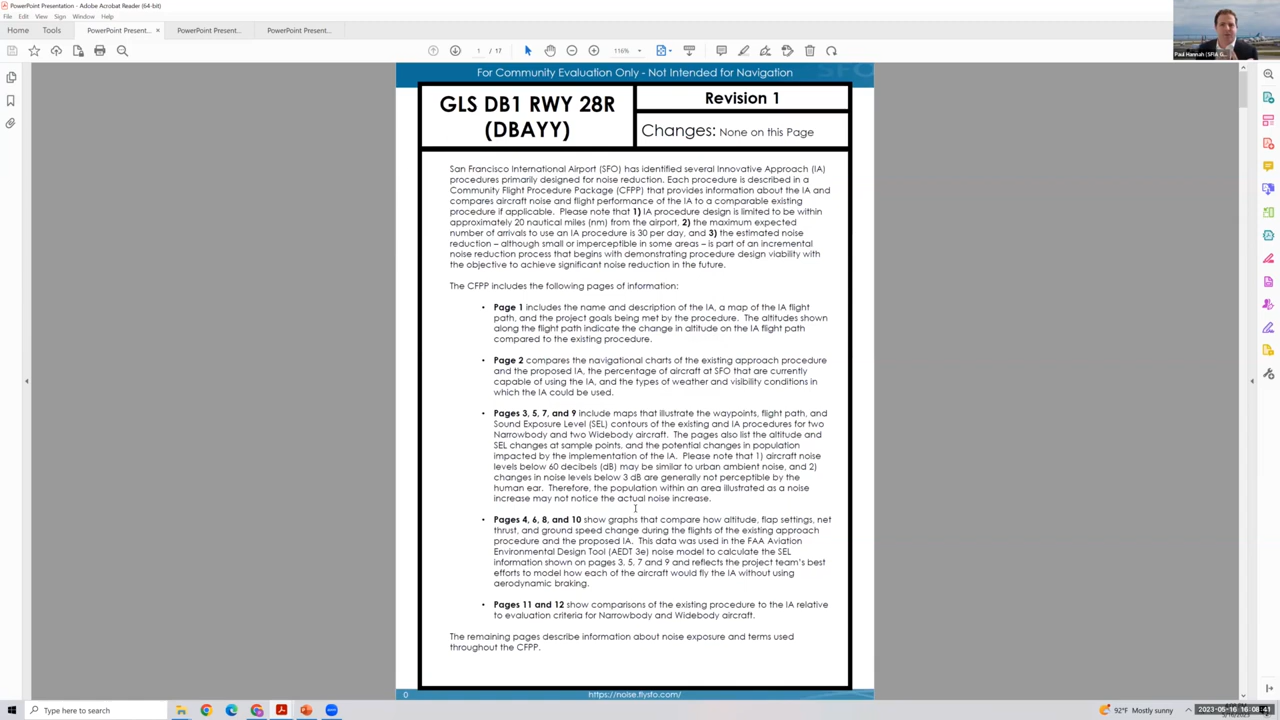 PowerPoint Presentation - Adobe Acrobat Reader (64-bit)
File Edit View Sign Window Help
Home Tools PowerPoint Present... × PowerPoint Present... PowerPoint Present...
1 / 17 116%
Paul Hannah (SFIA G...
For Community Evaluation Only - Not Intended for Navigation
SFO
GLS DB1 RWY 28R
(DBAYY)
Revision 1
Changes: None on this Page
San Francisco International Airport (SFO) has identified several Innovative Approach (IA)
procedures primarily designed for noise reduction. Each procedure is described in a
Community Flight Procedure Package (CFPP) that provides information about the IA and
compares aircraft noise and flight performance of the IA to a comparable existing
procedure if applicable. Please note that 1) IA procedure design is limited to be within
approximately 20 nautical miles (nm) from the airport, 2) the maximum expected
number of arrivals to use an IA procedure is 30 per day, and 3) the estimated noise
reduction – although small or imperceptible in some areas – is part of an incremental
noise reduction process that begins with demonstrating procedure design viability with
the objective to achieve significant noise reduction in the future.
The CFPP includes the following pages of information:
• Page 1 includes the name and description of the IA, a map of the IA flight
path, and the project goals being met by the procedure. The altitudes shown
along the flight path indicate the change in altitude on the IA flight path
compared to the existing procedure.
• Page 2 compares the navigational charts of the existing approach procedure
and the proposed IA, the percentage of aircraft at SFO that are currently
capable of using the IA, and the types of weather and visibility conditions in
which the IA could be used.
• Pages 3, 5, 7, and 9 include maps that illustrate the waypoints, flight path, and
Sound Exposure Level (SEL) contours of the existing and IA procedures for two
Narrowbody and two Widebody aircraft. The pages also list the altitude and
SEL changes at sample points, and the potential changes in population
impacted by the implementation of the IA. Please note that 1) aircraft noise
levels below 60 decibels (dB) may be similar to urban ambient noise, and 2)
changes in noise levels below 3 dB are generally not perceptible by the
human ear. Therefore, the population within an area illustrated as a noise
increase may not notice the actual noise increase.
• Pages 4, 6, 8, and 10 show graphs that compare how altitude, flap settings, net
thrust, and ground speed change during the flights of the existing approach
procedure and the proposed IA. This data was used in the FAA Aviation
Environmental Design Tool (AEDT 3e) noise model to calculate the SEL
information shown on pages 3, 5, 7 and 9 and reflects the project team's best
efforts to model how each of the aircraft would fly the IA without using
aerodynamic braking.
• Pages 11 and 12 show comparisons of the existing procedure to the IA relative
to evaluation criteria for Narrowbody and Widebody aircraft.
The remaining pages describe information about noise exposure and terms used
throughout the CFPP.
0 https://noise.flysfo.com/
Type here to search
92°F Mostly sunny
2023-05-16 16:08:41